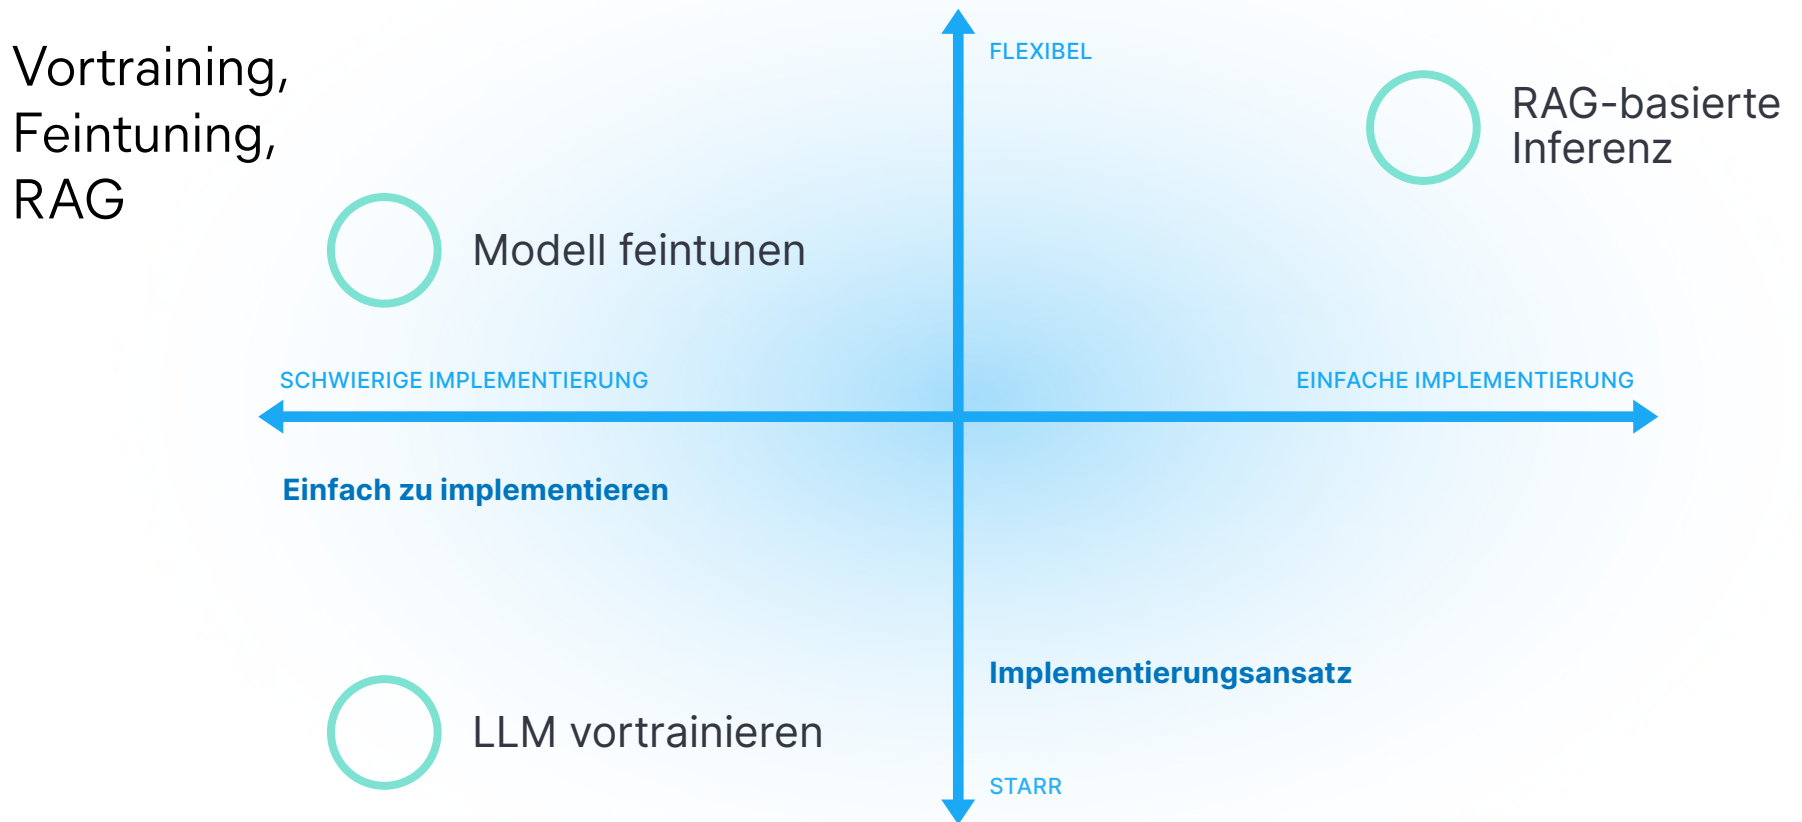 Vortraining,
Feintuning,
RAG
FLEXIBEL
RAG-basierte
Inferenz
Modell feintunen
SCHWIERIGE IMPLEMENTIERUNG
EINFACHE IMPLEMENTIERUNG
Einfach zu implementieren
Implementierungsansatz
LLM vortrainieren
STARR